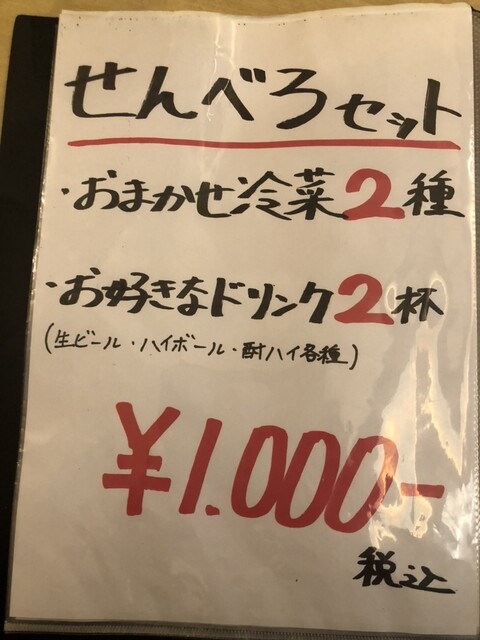 せんべろセット
・おまかせ冷菜2種
・お好きなドリンク2杯
(生ビール・ハイボール・酎ハイ各種)
¥1.000-
税込